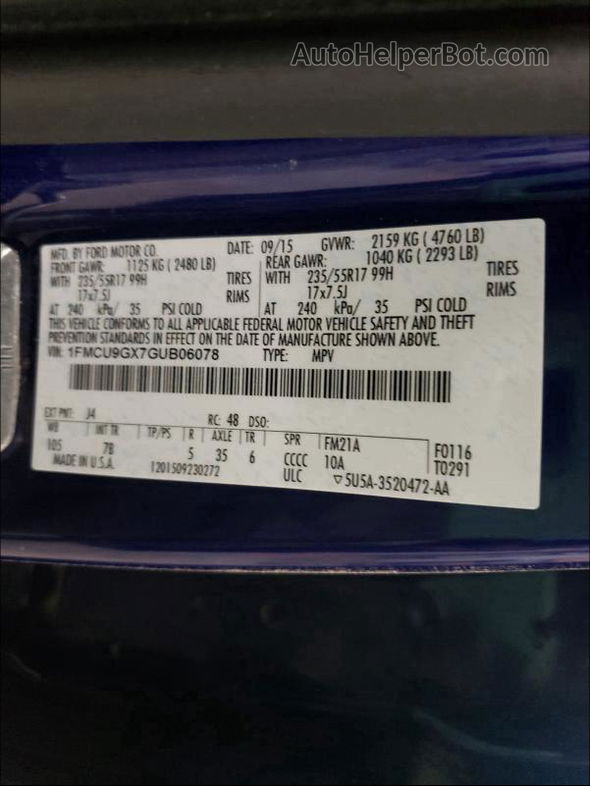 AutoHelperBot.com
MFD. BY FORD MOTOR CO. DATE: 09/15 GVWR: 2159 KG ( 4760 LB)
FRONT GAWR: 1125 KG ( 2480 LB) REAR GAWR: 1040 KG ( 2293 LB)
WITH 235/55R17 99H TIRES WITH 235/55R17 99H TIRES
17x7.5J RIMS 17x7.5J RIMS
AT 240 kPa/ 35 PSI COLD AT 240 kPa/ 35 PSI COLD
THIS VEHICLE CONFORMS TO ALL APPLICABLE FEDERAL MOTOR VEHICLE SAFETY AND THEFT
PREVENTION STANDARDS IN EFFECT ON THE DATE OF MANUFACTURE SHOWN ABOVE.
VIN: 1FMCU9GX7GUB06078 TYPE: MPV
EXT PNT: J4 RC: 48 DSO:
WB INT TR TP/PS R AXLE TR SPR FM21A F0116
105 7B 5 35 6 CCCC 10A T0291
MADE IN U.S.A. 1201509230272 ULC ▽5U5A-3520472-AA